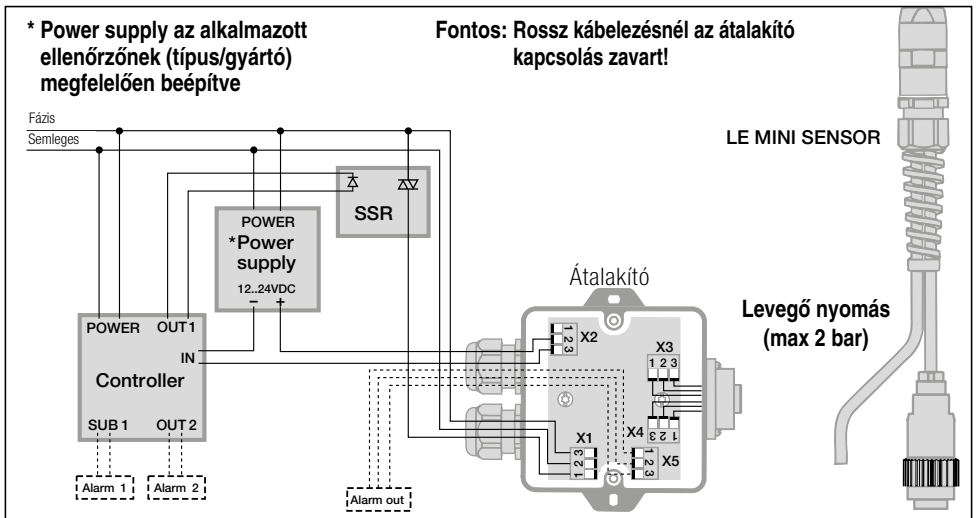 * Power supply az alkalmazott
ellenőrzőnek (típus/gyártó)
megfelelően beépítve
Fontos: Rossz kábelezésnél az átalakító
kapcsolás zavart!
Fázis
Semleges
LE MINI SENSOR
SSR
POWER
*Power
supply
12..24VDC
− +
Átalakító
Levegő nyomás
(max 2 bar)
POWER OUT1
IN
Controller
SUB 1 OUT2
Alarm 1
Alarm 2
Alarm out
1 2 3
X2
X3
1 2 3
X4
3 2 1
X1
3 2 1
X5
1 2 3